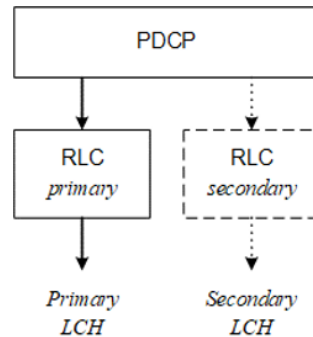 PDCP
RLC
primary
RLC
secondary
Primary
LCH
Secondary
LCH